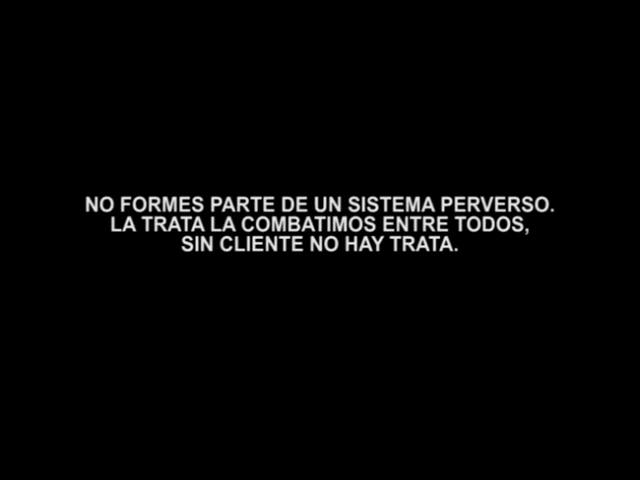 NO FORMES PARTE DE UN SISTEMA PERVERSO.
LA TRATA LA COMBATIMOS ENTRE TODOS,
SIN CLIENTE NO HAY TRATA.